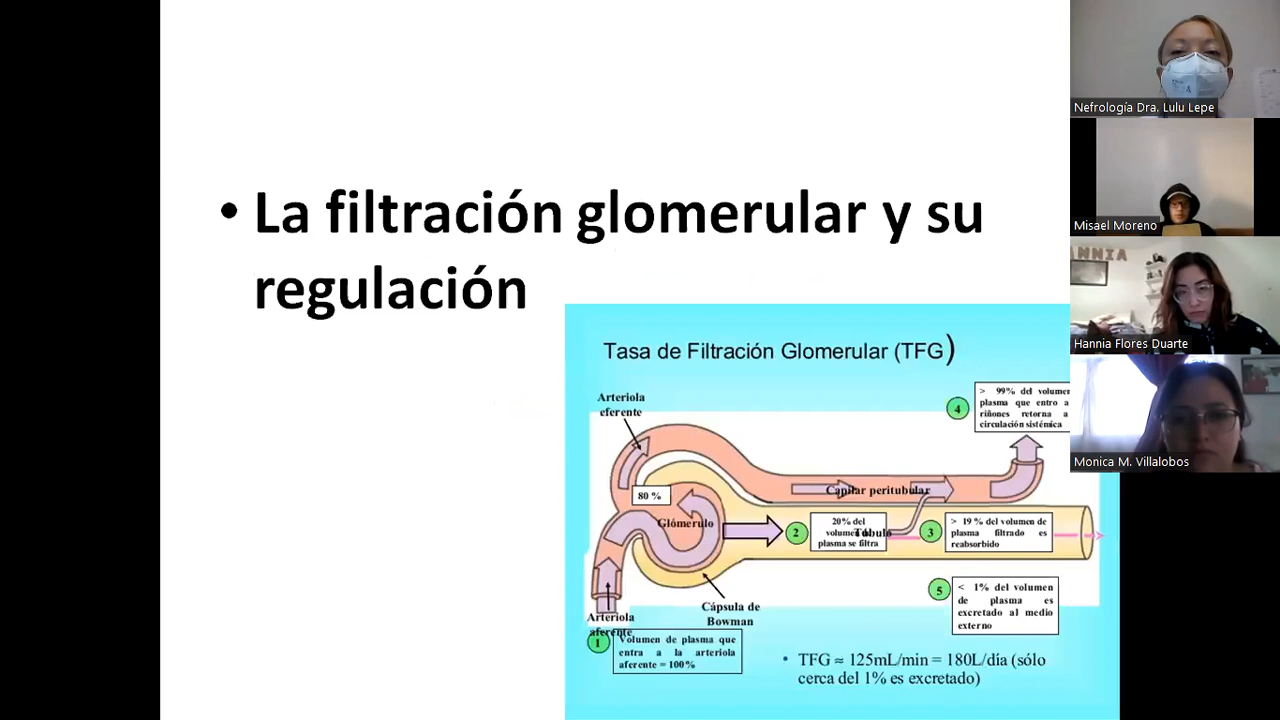 • La filtración glomerular y su
regulación
Tasa de Filtración Glomerular (TFG)
Arteriola
eferente
4
> 99% del volumen
plasma que entro a
riñones retorna a
circulación sistémica
80 %
Capilar peritubular
Glómerulo
2
20% del
volumen
plasma se filtra
Túbulo
3
> 19 % del volumen de
plasma filtrado es
reabsorbido
Cápsula de
Bowman
5
< 1% del volumen
de plasma es
excretado al medio
externo
Arteriola
aferente
1
Volumen de plasma que
entra a la arteriola
aferente = 100%
• TFG ≈ 125mL/min = 180L/día (sólo
cerca del 1% es excretado)
Nefrología Dra. Lulu Lepe
Misael Moreno
ANNIA
Hannia Flores Duarte
Monica M. Villalobos